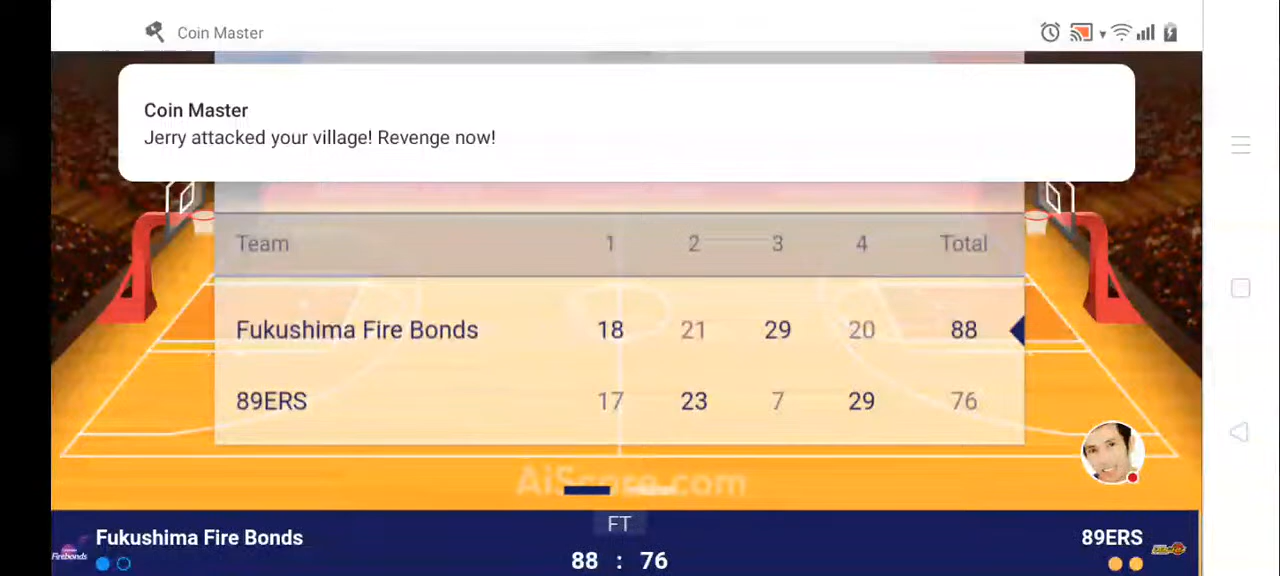 Coin Master
Coin Master
Jerry attacked your village! Revenge now!
Team 1 2 3 4 Total
Fukushima Fire Bonds 18 21 29 20 88
89ERS 17 23 7 29 76
AiScore.com
FT
Fukushima Fire Bonds 88 : 76 89ERS
Firebonds